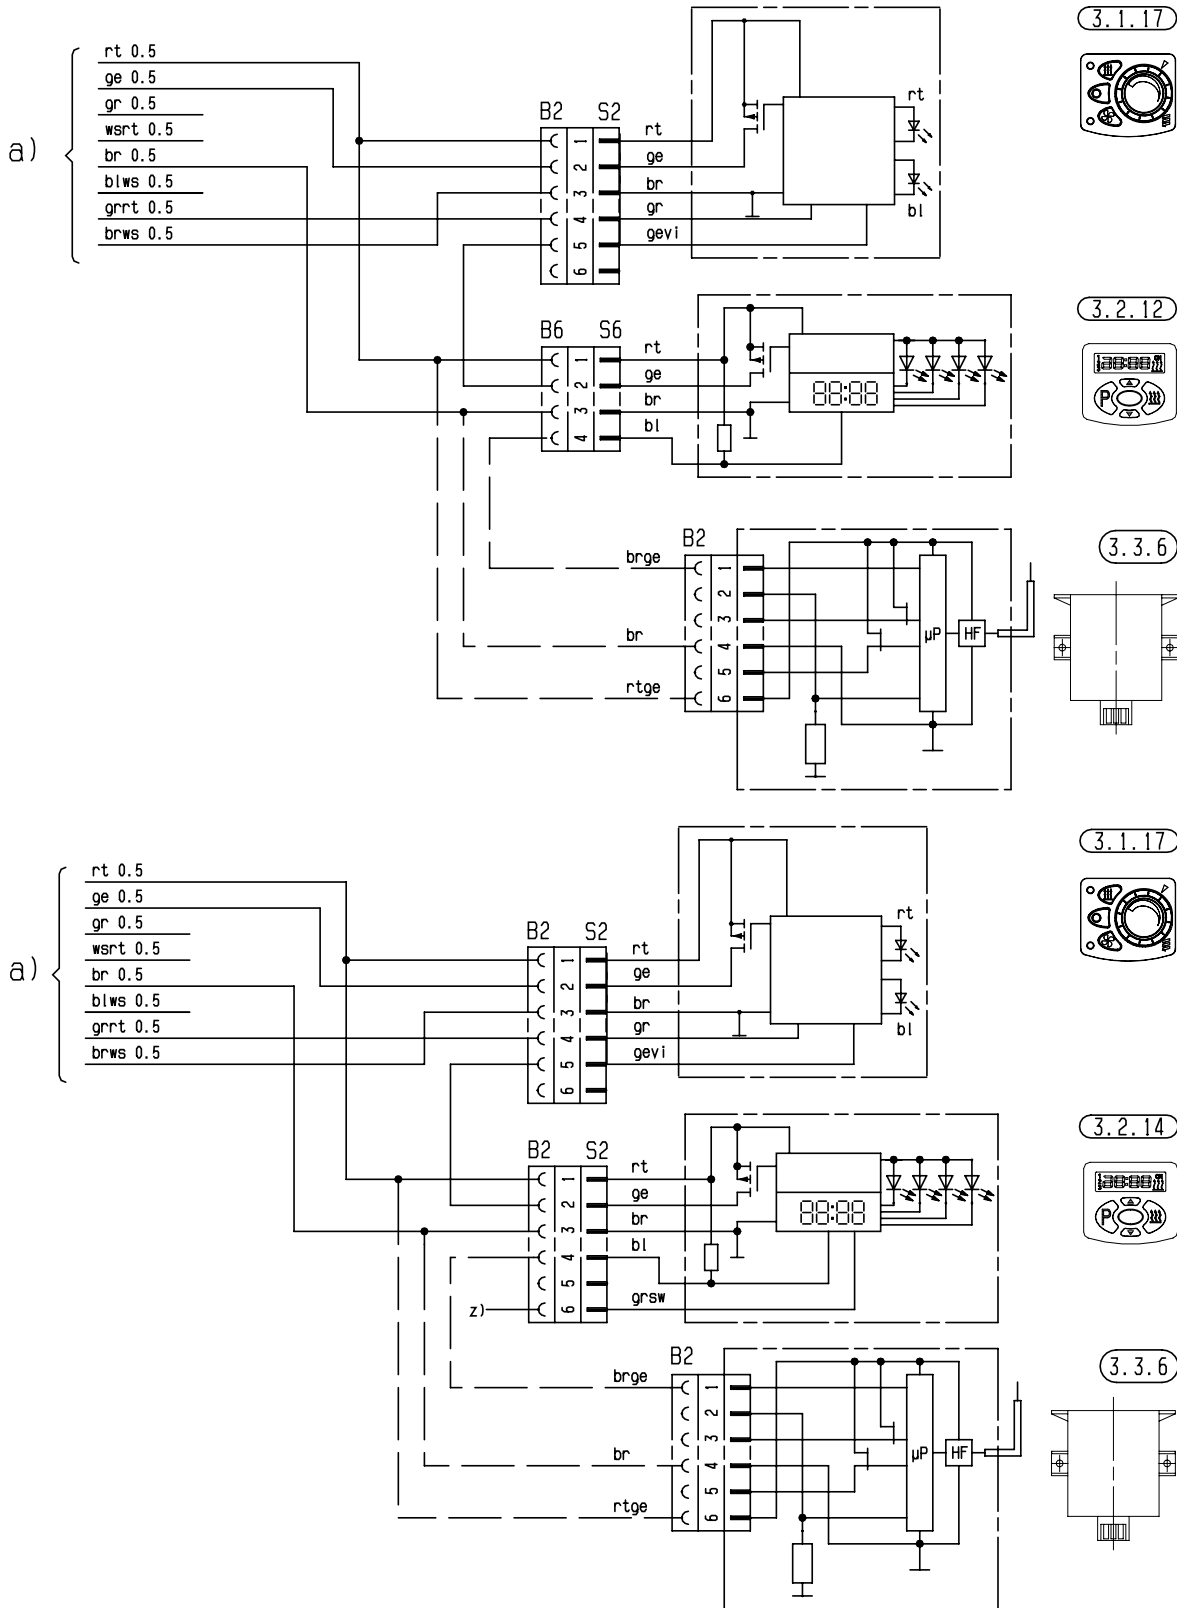 3.1.17
a)
rt 0.5
ge 0.5
gr 0.5
wsrt 0.5
br 0.5
blws 0.5
grrt 0.5
brws 0.5
B2 S2
1 rt
2 ge
3 br
4 gr
5 gevi
6
rt
bl
3.2.12
B6 S6
1 rt
2 ge
3 br
4 bl
88:88
P
3.3.6
B2
brge 1
2
3
br 4
5
rtge 6
µP
HF
3.1.17
a)
rt 0.5
ge 0.5
gr 0.5
wsrt 0.5
br 0.5
blws 0.5
grrt 0.5
brws 0.5
B2 S2
1 rt
2 ge
3 br
4 gr
5 gevi
6
rt
bl
3.2.14
B2 S2
1 rt
2 ge
3 br
4 bl
5
z) 6 grsw
88:88
P
3.3.6
B2
brge 1
2
3
br 4
5
rtge 6
µP
HF